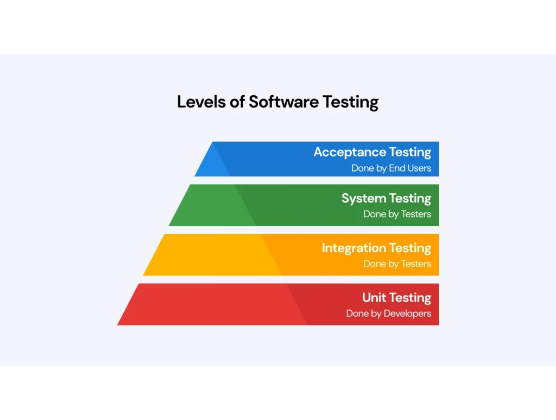 Levels of Software Testing
Acceptance Testing
Done by End Users
System Testing
Done by Testers
Integration Testing
Done by Testers
Unit Testing
Done by Developers